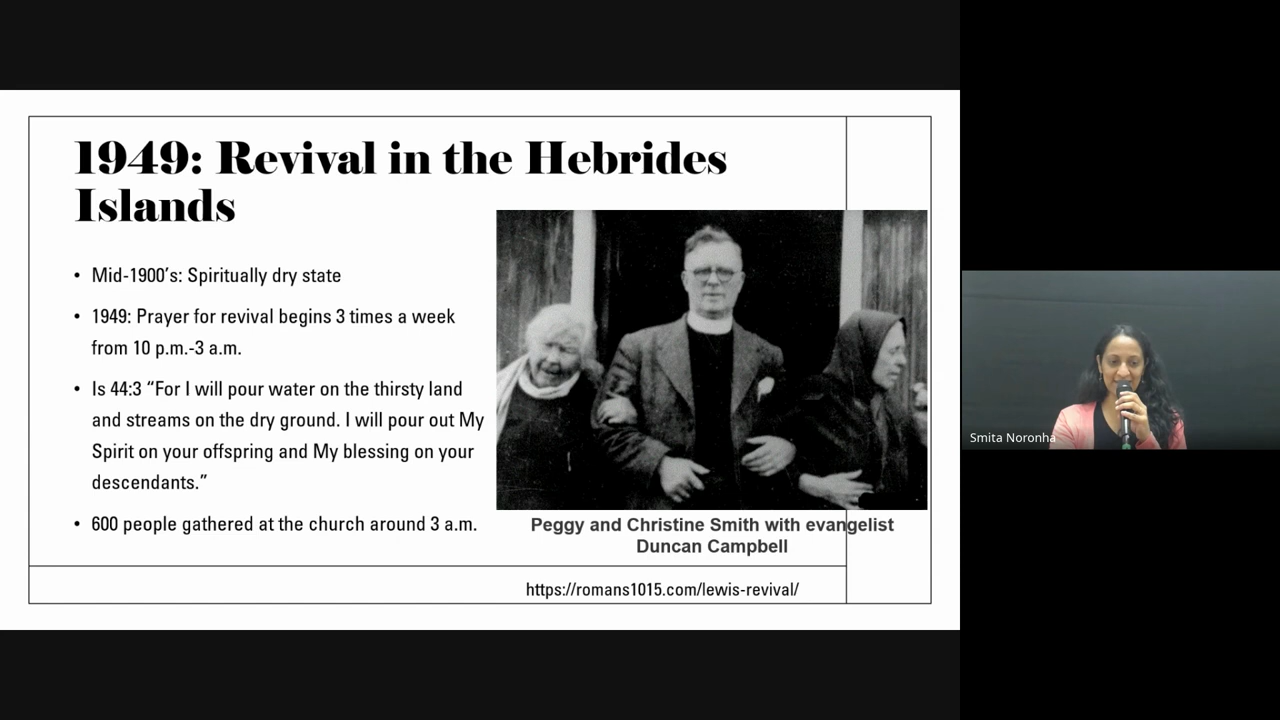 1949: Revival in the Hebrides
Islands
• Mid-1900's: Spiritually dry state
• 1949: Prayer for revival begins 3 times a week
from 10 p.m.-3 a.m.
• Is 44:3 “For I will pour water on the thirsty land
and streams on the dry ground. I will pour out My
Spirit on your offspring and My blessing on your
descendants.”
• 600 people gathered at the church around 3 a.m.
Peggy and Christine Smith with evangelist
Duncan Campbell
https://romans1015.com/lewis-revival/
Smita Noronha